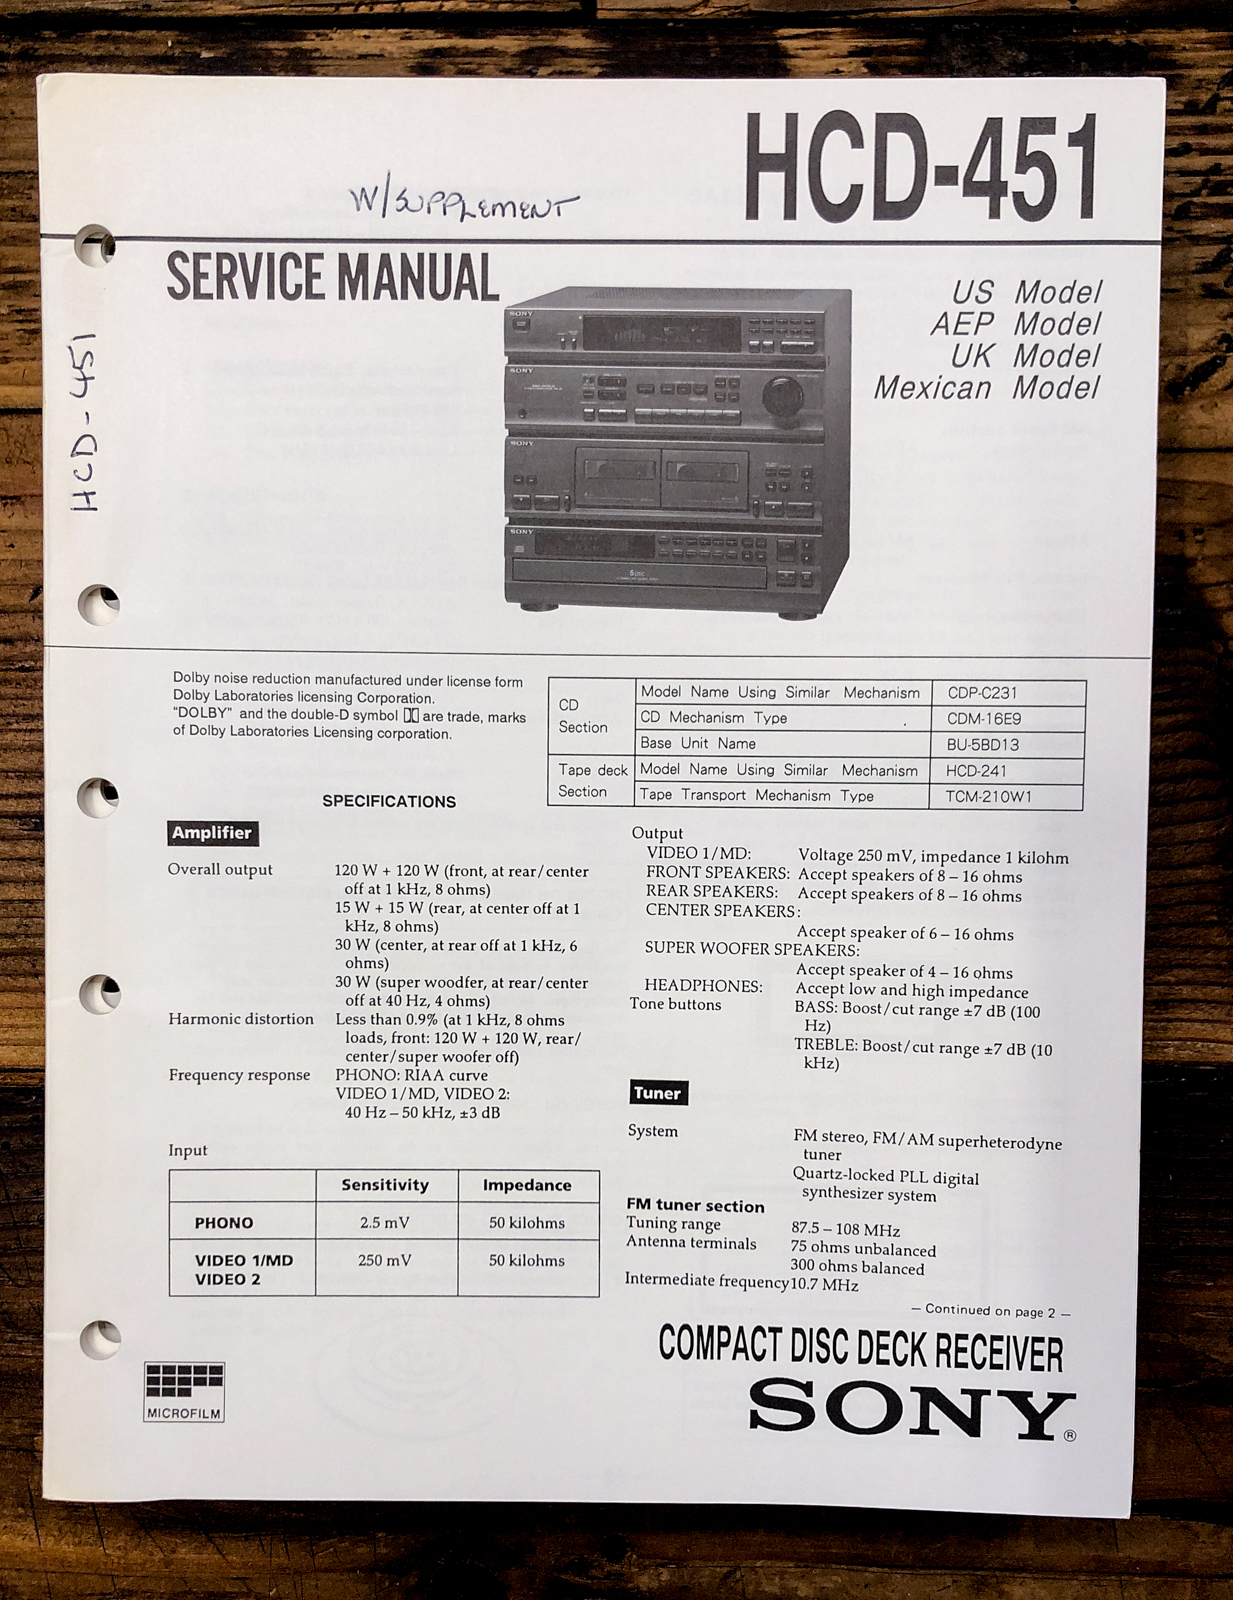 HCD-451
W/SUPPLEMENT
HCD-451
SERVICE MANUAL
US Model
AEP Model
UK Model
Mexican Model
SONY
SONY
SONY
SONY
Dolby noise reduction manufactured under license form
Dolby Laboratories licensing Corporation.
"DOLBY" and the double-D symbol are trade, marks
of Dolby Laboratories Licensing corporation.
CD Section
Model Name Using Similar Mechanism CDP-C231
CD Mechanism Type CDM-16E9
Base Unit Name BU-5BD13
Tape deck Section
Model Name Using Similar Mechanism HCD-241
Tape Transport Mechanism Type TCM-210W1
SPECIFICATIONS
Amplifier
Overall output 120 W + 120 W (front, at rear/center
off at 1 kHz, 8 ohms)
15 W + 15 W (rear, at center off at 1
kHz, 8 ohms)
30 W (center, at rear off at 1 kHz, 6
ohms)
30 W (super woodfer, at rear/center
off at 40 Hz, 4 ohms)
Harmonic distortion Less than 0.9% (at 1 kHz, 8 ohms
loads, front: 120 W + 120 W, rear/
center/super woofer off)
Frequency response PHONO: RIAA curve
VIDEO 1/MD, VIDEO 2:
40 Hz – 50 kHz, ±3 dB
Input
Sensitivity Impedance
PHONO 2.5 mV 50 kilohms
VIDEO 1/MD 250 mV 50 kilohms
VIDEO 2
Output
VIDEO 1/MD: Voltage 250 mV, impedance 1 kilohm
FRONT SPEAKERS: Accept speakers of 8 – 16 ohms
REAR SPEAKERS: Accept speakers of 8 – 16 ohms
CENTER SPEAKERS:
Accept speaker of 6 – 16 ohms
SUPER WOOFER SPEAKERS:
Accept speaker of 4 – 16 ohms
HEADPHONES: Accept low and high impedance
Tone buttons BASS: Boost/cut range ±7 dB (100
Hz)
TREBLE: Boost/cut range ±7 dB (10
kHz)
Tuner
System FM stereo, FM/AM superheterodyne
tuner
Quartz-locked PLL digital
synthesizer system
FM tuner section
Tuning range 87.5 – 108 MHz
Antenna terminals 75 ohms unbalanced
300 ohms balanced
Intermediate frequency 10.7 MHz
— Continued on page 2 —
COMPACT DISC DECK RECEIVER
SONY®
MICROFILM